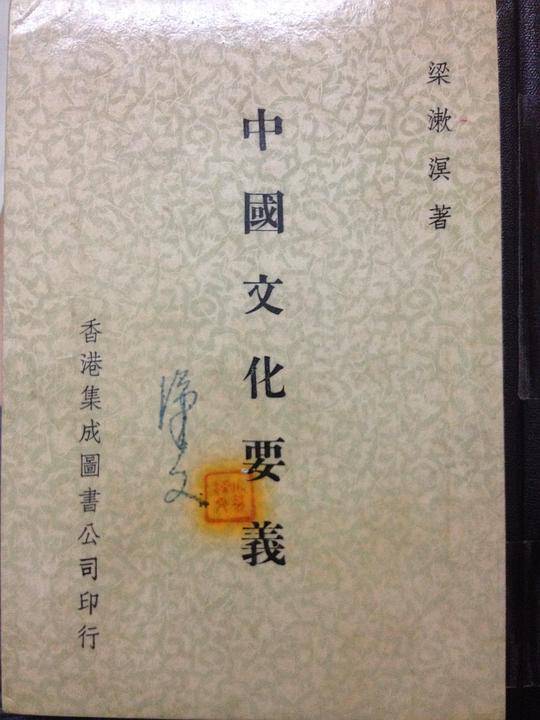 梁漱溟著
中國文化要義
香港集成圖書公司印行